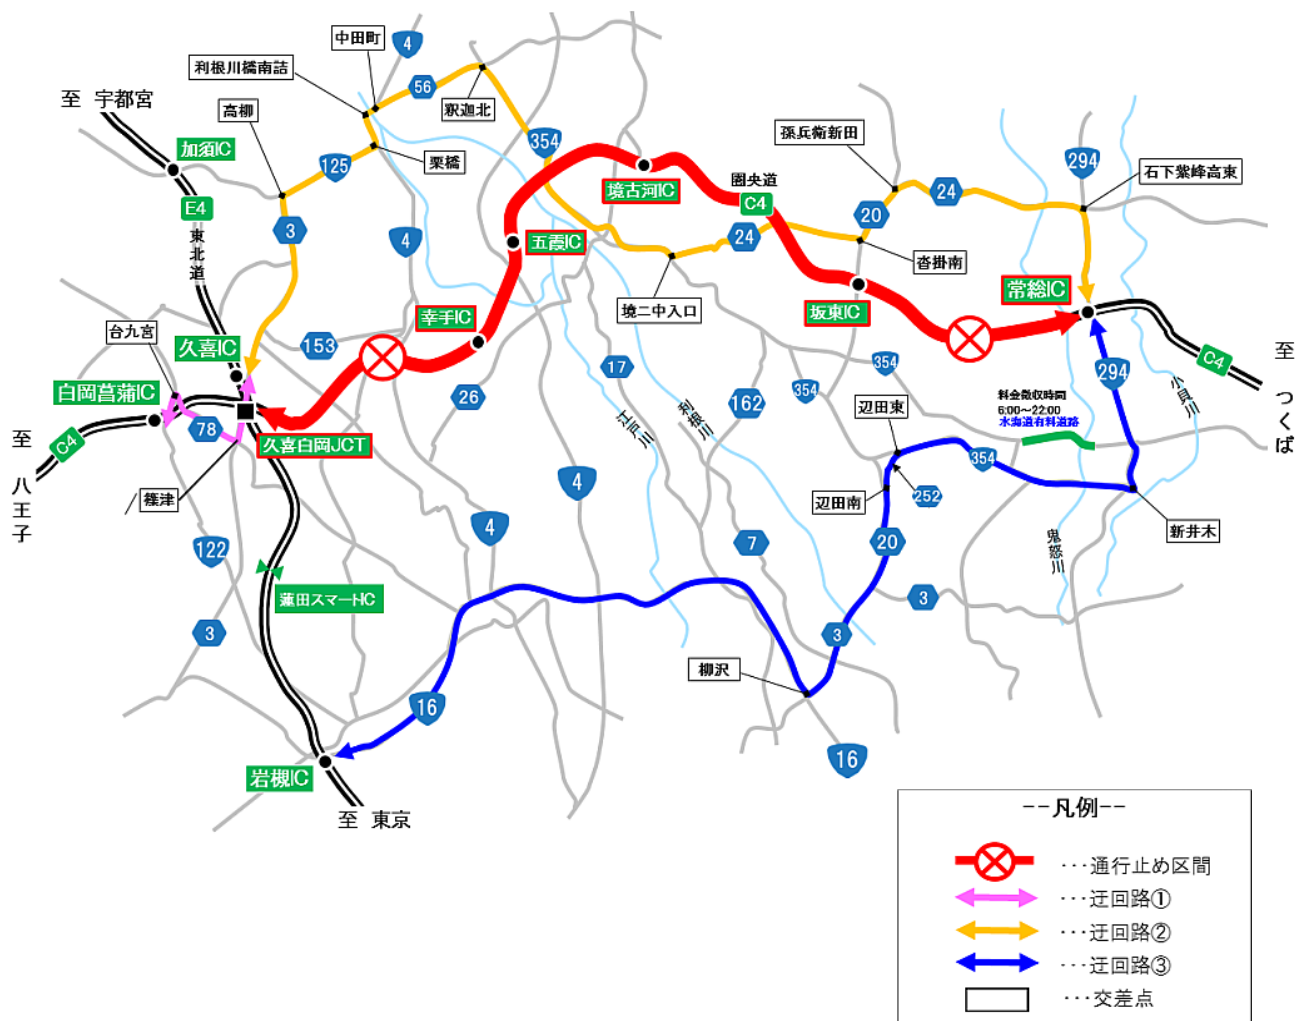 中田町
4
利根川橋南詰
至 宇都宮
高柳
56
釈迦北
加須IC
125
栗橋
354
孫兵衛新田
294
石下紫峰高東
境古河IC
圏央道
C4
E4
東北道
3
4
五霞IC
24
20
24
沓掛南
境二中入口
坂東IC
常総IC
幸手IC
台九宮
久喜IC
153
白岡菖蒲IC
17
354
354
294
至 つくば
C4
小貝川
26
162
利根川
江戸川
辺田東
料金徴収時間
6:00~22:00
水海道有料道路
至 八王子
C4
78
久喜白岡JCT
354
252
辺田南
篠津
4
新井木
122
4
7
20
鬼怒川
蓮田スマートIC
3
3
3
柳沢
16
16
岩槻IC
至 東京
--凡例--
···通行止め区間
···迂回路①
···迂回路②
···迂回路③
···交差点